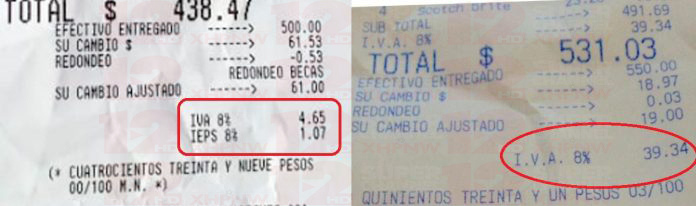 TOTAL $ 438.47
EFECTIVO ENTREGADO ------> 500.00
SU CAMBIO $ ------> 61.53
REDONDEO ------> -0.53
REDONDEO BECAS
SU CAMBIO AJUSTADO ------> 61.00
IVA 8% 4.65
IEPS 8% 1.07
(* CUATROCIENTOS TREINTA Y NUEVE PESOS
00/100 M.N. *)
4 Scotch Brite
SUB TOTAL -----> 491.69
I.V.A. 8% -----> 39.34
TOTAL $ 531.03
EFECTIVO ENTREGADO -----> 550.00
SU CAMBIO $ -----> 18.97
REDONDEO -----> 0.03
SU CAMBIO AJUSTADO -----> 19.00
I.V.A. 8% 39.34
QUINIENTOS TREINTA Y UN PESOS 03/100